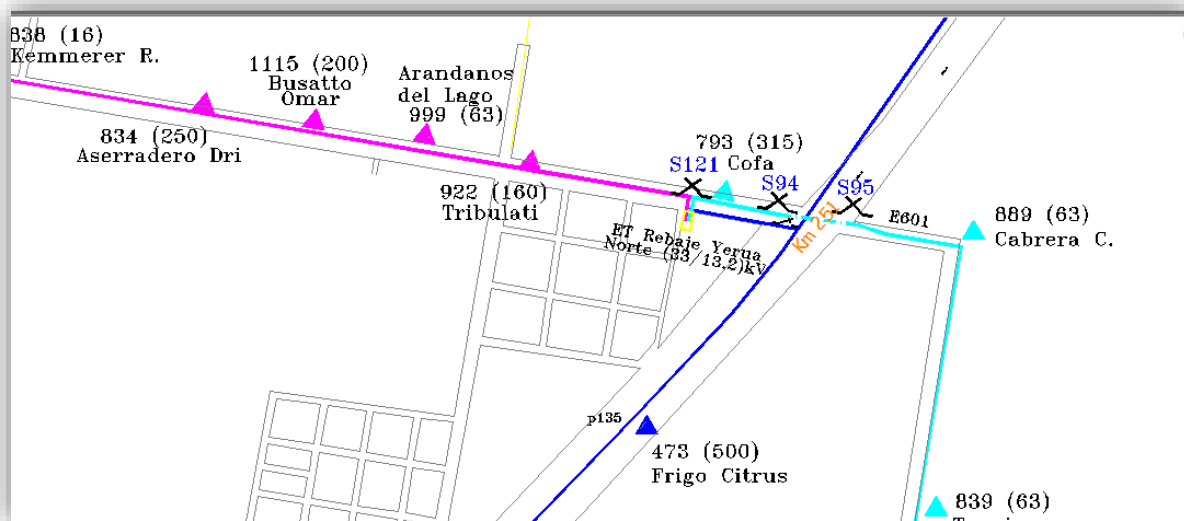 838 (16)
Kemmerer R.
1115 (200)
Busatto
Omar
Arandanos
del Lago
999 (63)
834 (250)
Aserradero Dri
922 (160)
Tribulati
793 (315)
Cofa
S121
S94
S95
E601
889 (63)
Cabrera C.
ET Rebaje Yerua
Norte (33/13.2)kV
Km 251
p135
473 (500)
Frigo Citrus
839 (63)